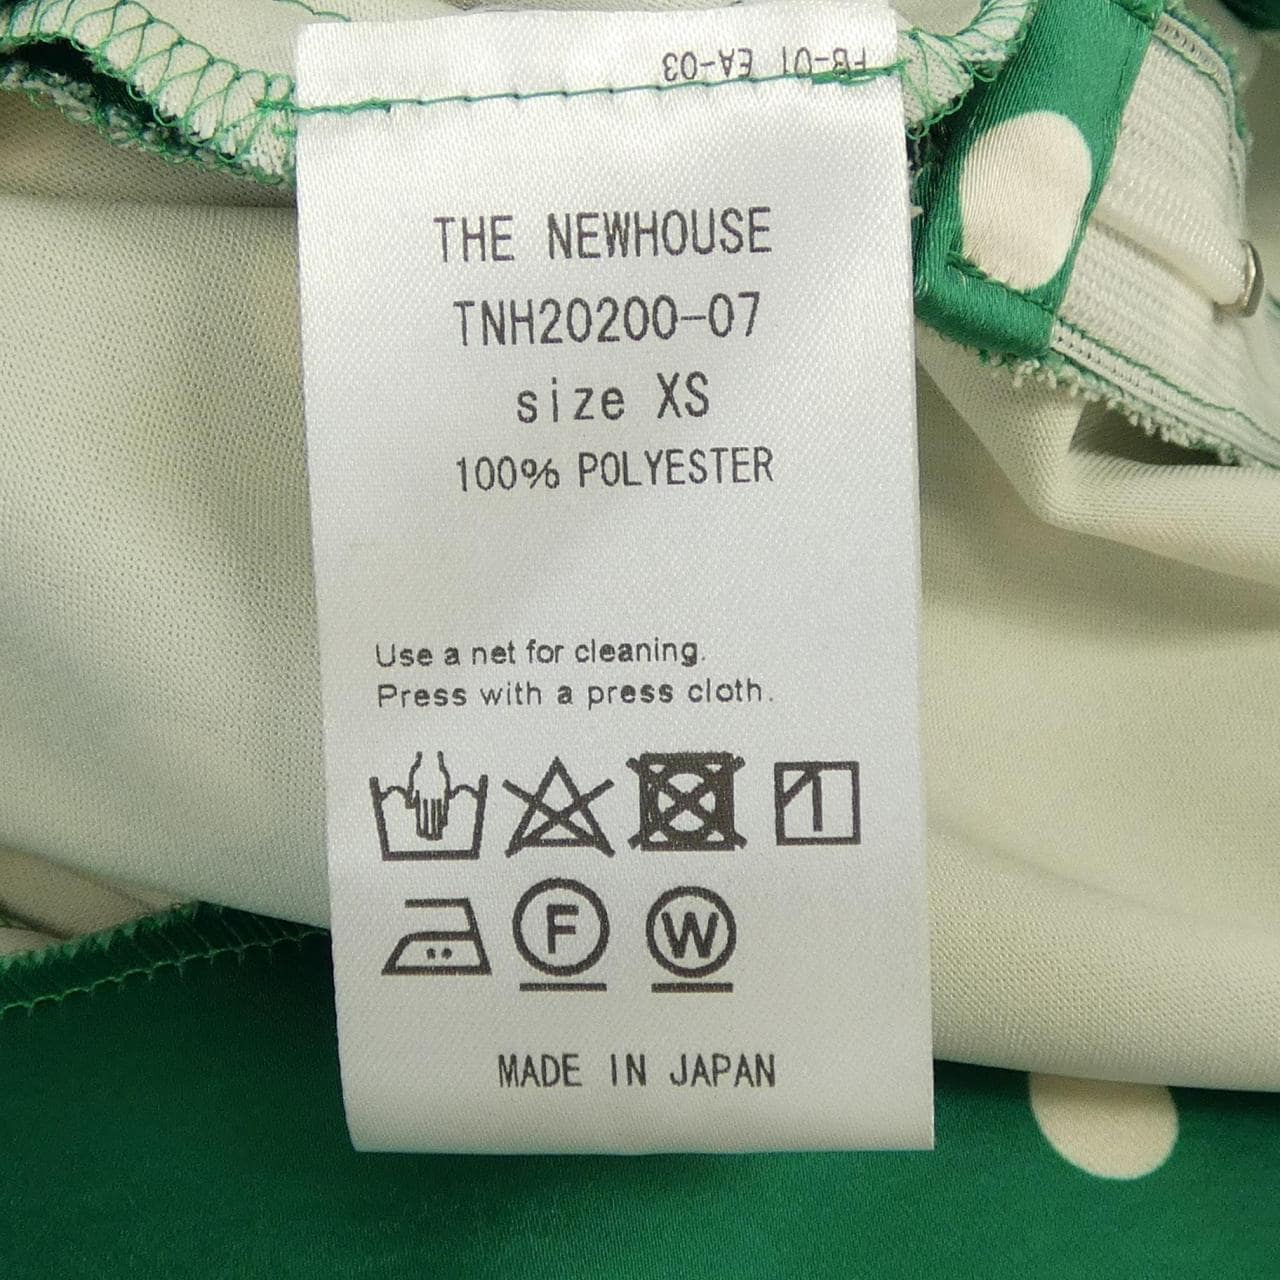 FB-01 EA-03
THE NEWHOUSE
TNH20200-07
size XS
100% POLYESTER
Use a net for cleaning.
Press with a press cloth.
F
W
MADE IN JAPAN